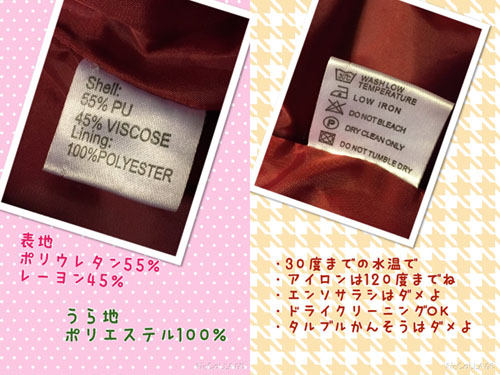 Shell:
55% PU
45% VISCOSE
Lining:
100%POLYESTER
表地
ポリウレタン55%
レーヨン45%
うら地
ポリエステル100%
WASH LOW
TEMPERATURE
LOW IRON
DO NOT BLEACH
P
DRY CLEAN ONLY
DO NOT TUMBLE DRY
・30度までの水温で
・アイロンは120度までね
・エンソサラシはダメよ
・ドライクリーニングOK
・タルブルかんそうはダメよ